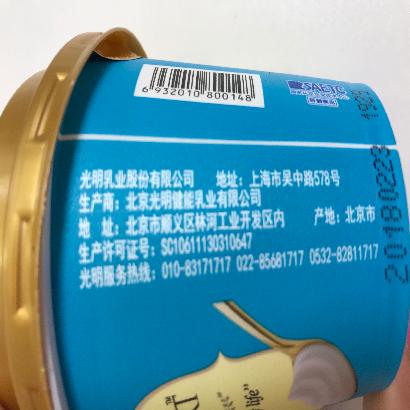 6 932010 800148
光明乳业股份有限公司 地址：上海市吴中路578号
生产商：北京光明健能乳业有限公司
地 址：北京市顺义区林河工业开发区内 产地：北京市
生产许可证号：SC10611130310647
光明服务热线：010-83171717 022-85681717 0532-82811717
20180223
life"